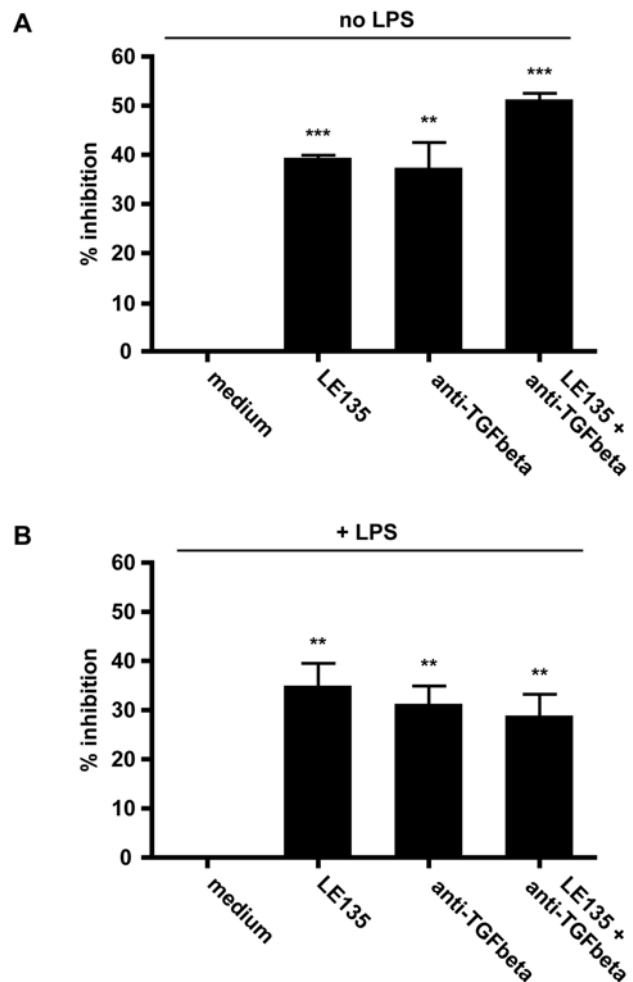 A
no LPS
% inhibition
60
50
40
30
20
10
0
***
**
***
medium
LE135
anti-TGFbeta
LE135 +
anti-TGFbeta
B
+ LPS
% inhibition
60
50
40
30
20
10
0
**
**
**
medium
LE135
anti-TGFbeta
LE135 +
anti-TGFbeta